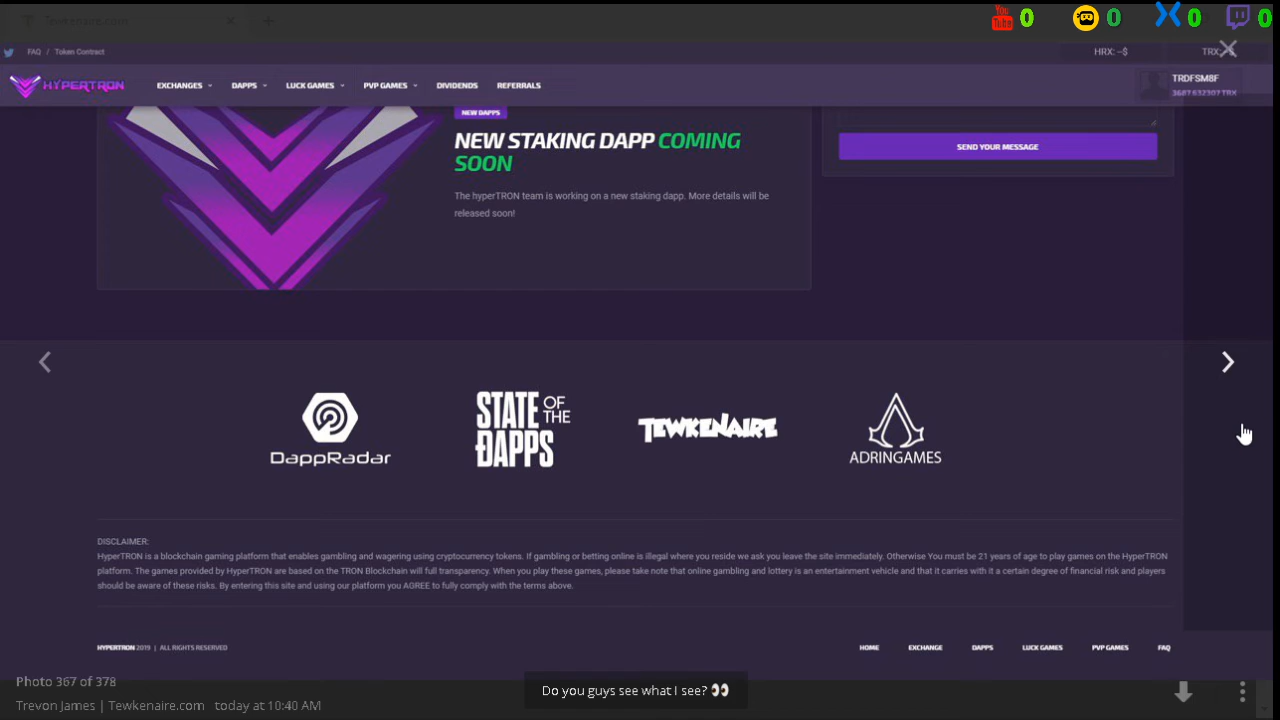 Tewkenaire.com
0 0 0 0
FAQ / Token Contract
HRX: --$
TRX:
HYPERTRON
EXCHANGES
DAPPS
LUCK GAMES
PVP GAMES
DIVIDENDS
REFERRALS
TRDFSM8F
3687.632307 TRX
NEW DAPPS
NEW STAKING DAPP COMING
SOON
The hyperTRON team is working on a new staking dapp. More details will be
released soon!
SEND YOUR MESSAGE
DappRadar
STATE OF THE DAPPS
TEWKENAIRE
ADRINGAMES
DISCLAIMER:
HyperTRON is a blockchain gaming platform that enables gambling and wagering using cryptocurrency tokens. If gambling or betting online is illegal where you reside we ask you leave the site immediately. Otherwise You must be 21 years of age to play games on the HyperTRON
platform. The games provided by HyperTRON are based on the TRON Blockchain will full transparency. When you play these games, please take note that online gambling and lottery is an entertainment vehicle and that it carries with it a certain degree of financial risk and players
should be aware of these risks. By entering this site and using our platform you AGREE to fully comply with the terms above.
HYPERTRON 2019 | ALL RIGHTS RESERVED
HOME
EXCHANGE
DAPPS
LUCK GAMES
PVP GAMES
FAQ
Photo 367 of 378
Do you guys see what I see? 👀
Trevon James | Tewkenaire.com today at 10:40 AM